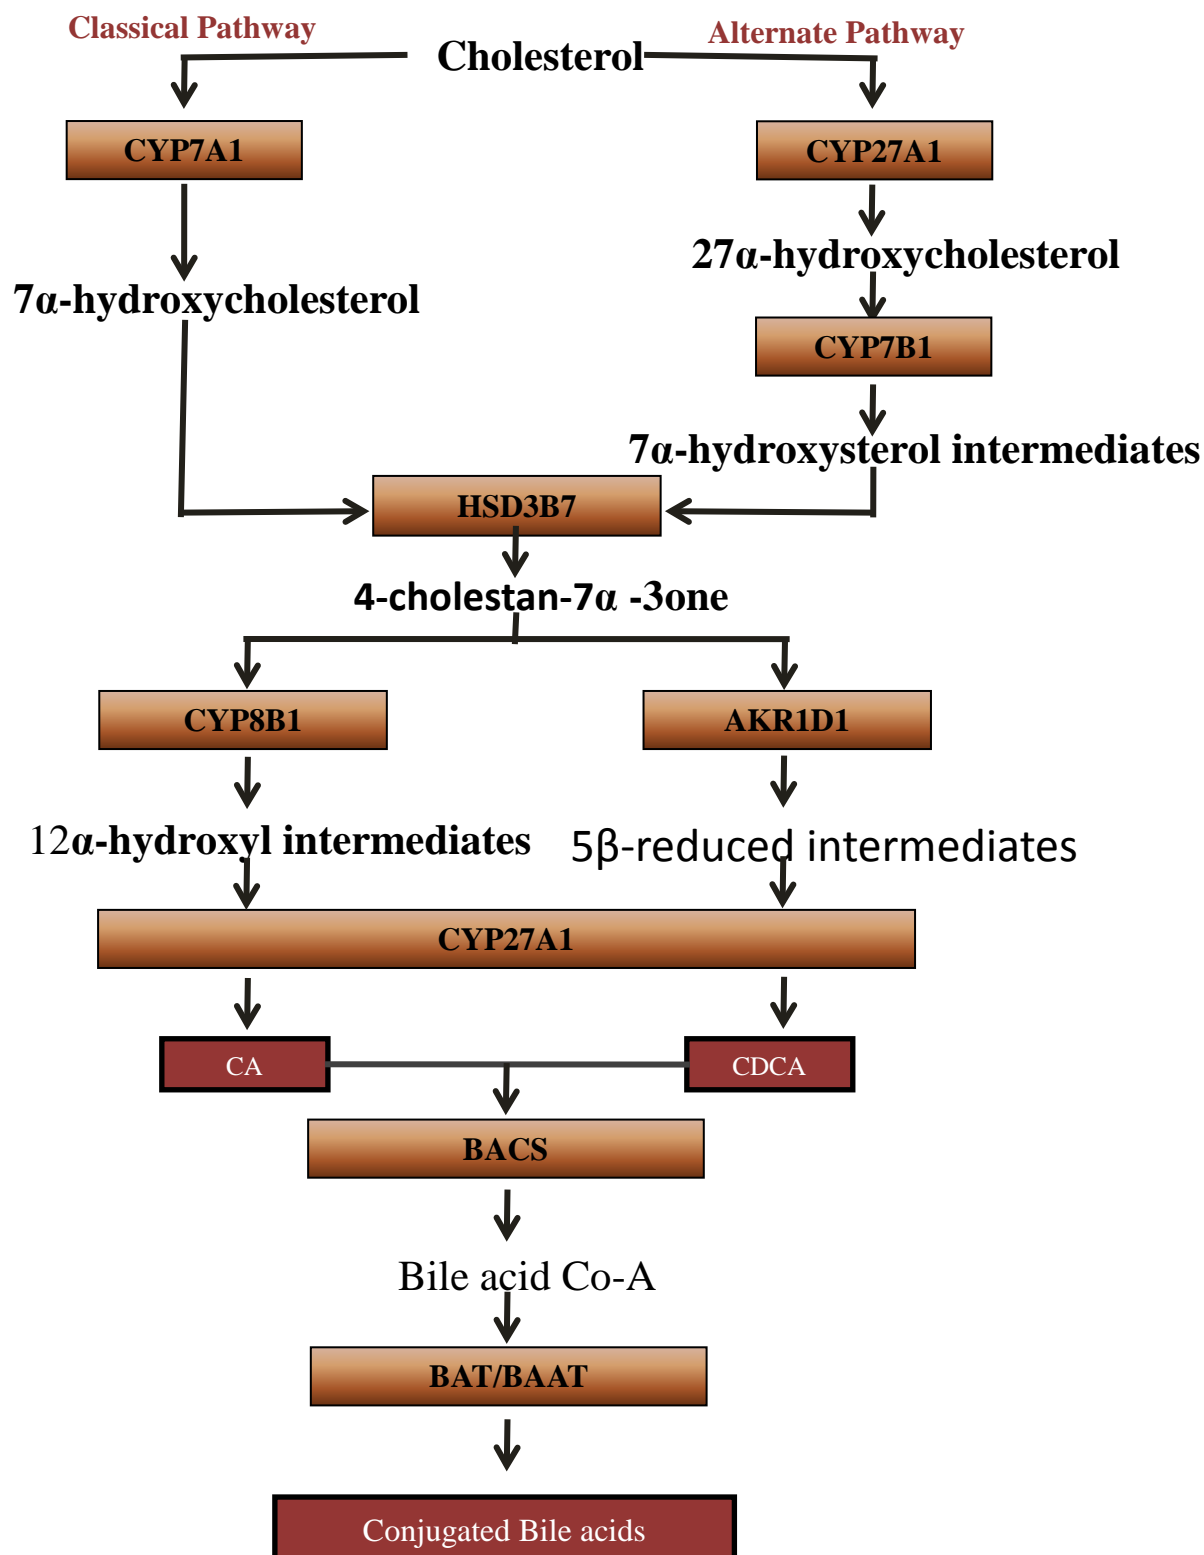 Classical Pathway
Cholesterol
Alternate Pathway
CYP7A1
CYP27A1
27α-hydroxycholesterol
7α-hydroxycholesterol
CYP7B1
7α-hydroxysterol intermediates
HSD3B7
4-cholestan-7α -3one
CYP8B1
AKR1D1
12α-hydroxyl intermediates
5β-reduced intermediates
CYP27A1
CA
CDCA
BACS
Bile acid Co-A
BAT/BAAT
Conjugated Bile acids